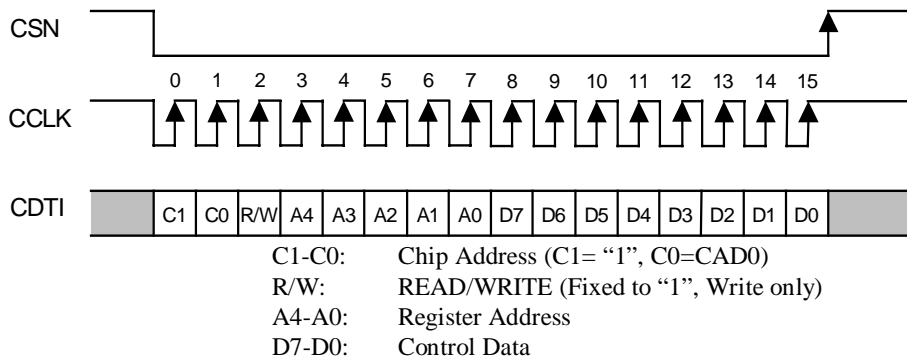 CSN
0 1 2 3 4 5 6 7 8 9 10 11 12 13 14 15
CCLK
CDTI C1 C0 R/W A4 A3 A2 A1 A0 D7 D6 D5 D4 D3 D2 D1 D0
C1-C0: Chip Address (C1= “1”, C0=CAD0)
R/W: READ/WRITE (Fixed to “1”, Write only)
A4-A0: Register Address
D7-D0: Control Data